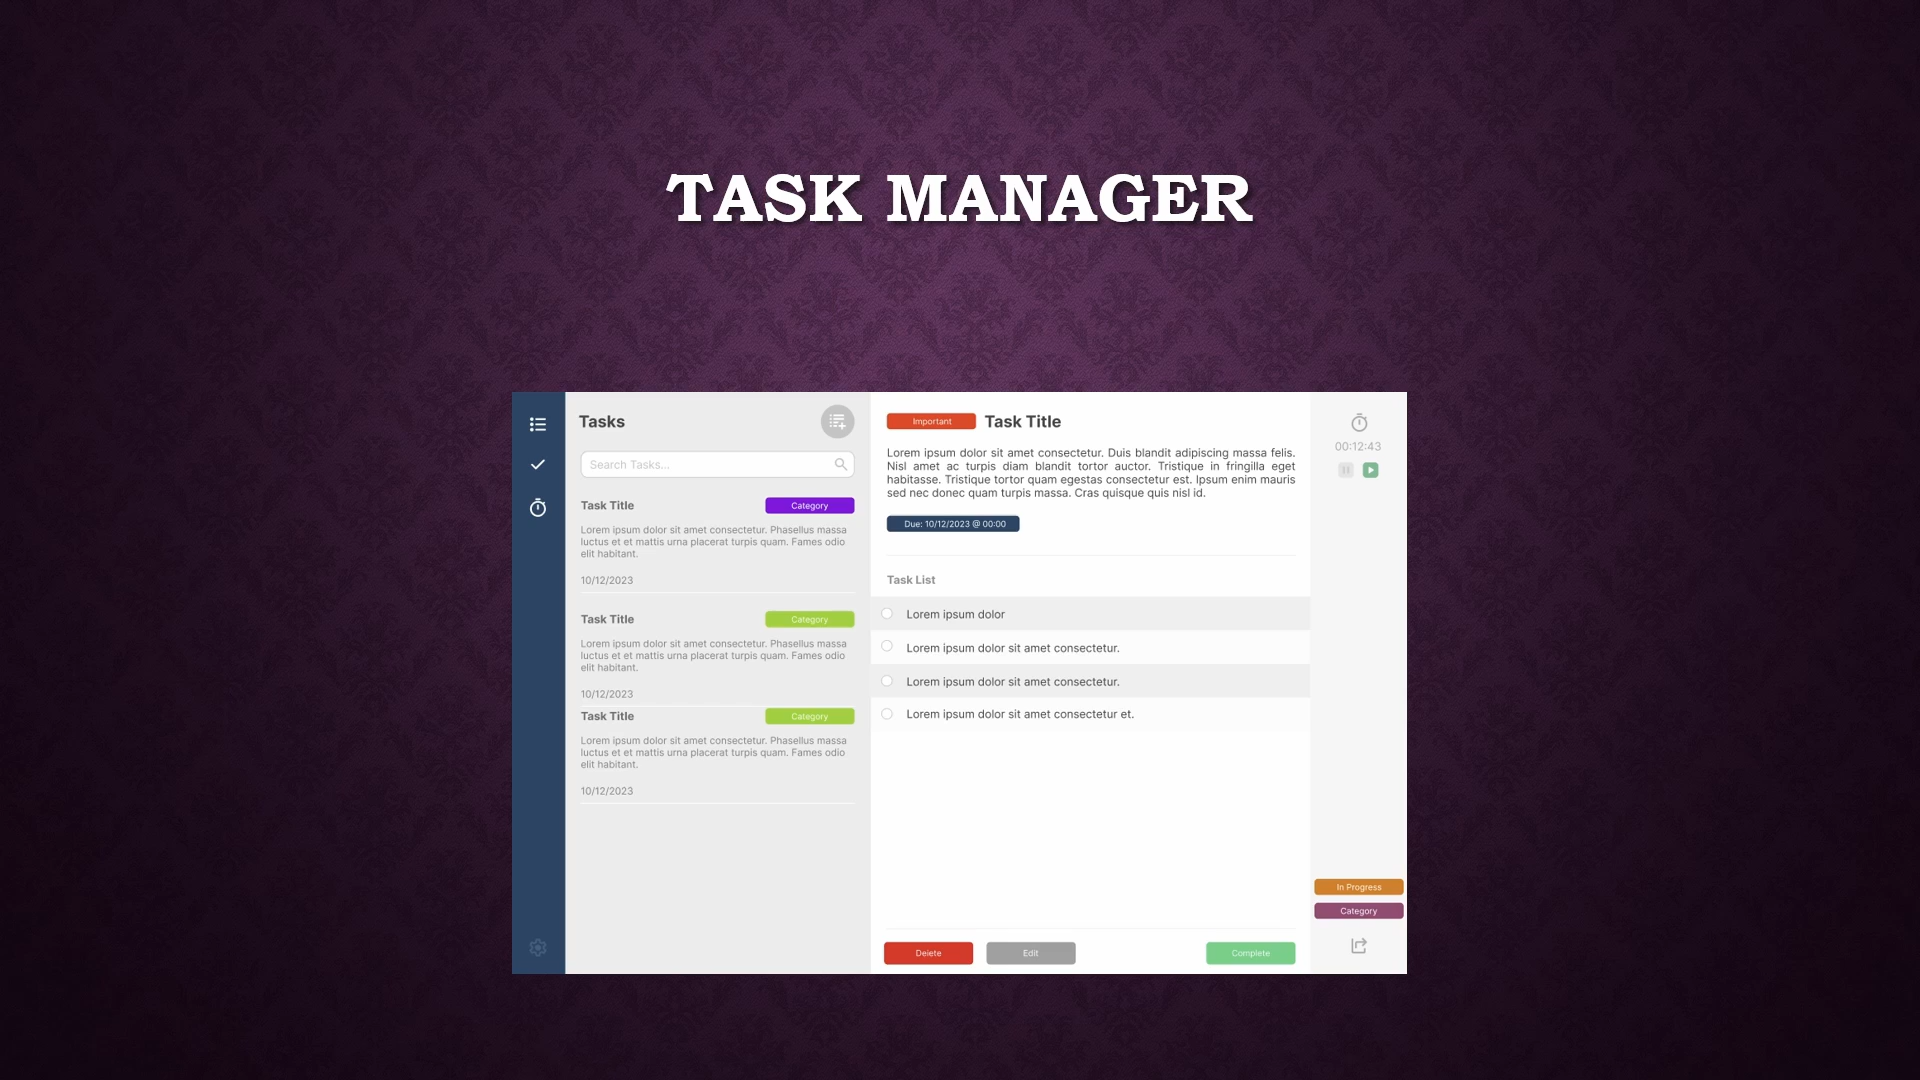 TASK MANAGER
Tasks
Search Tasks...
Task Title
Category
Lorem ipsum dolor sit amet consectetur. Phasellus massa
luctus et et mattis urna placerat turpis quam. Fames odio
elit habitant.
10/12/2023
Task Title
Category
Lorem ipsum dolor sit amet consectetur. Phasellus massa
luctus et et mattis urna placerat turpis quam. Fames odio
elit habitant.
10/12/2023
Task Title
Category
Lorem ipsum dolor sit amet consectetur. Phasellus massa
luctus et et mattis urna placerat turpis quam. Fames odio
elit habitant.
10/12/2023
Important
Task Title
Lorem ipsum dolor sit amet consectetur. Duis blandit adipiscing massa felis.
Nisl amet ac turpis diam blandit tortor auctor. Tristique in fringilla eget
habitasse. Tristique tortor quam egestas consectetur est. Ipsum enim mauris
sed nec donec quam turpis massa. Cras quisque quis nisl id.
Due: 10/12/2023 @ 00:00
Task List
Lorem ipsum dolor
Lorem ipsum dolor sit amet consectetur.
Lorem ipsum dolor sit amet consectetur.
Lorem ipsum dolor sit amet consectetur et.
Delete
Edit
Complete
00:12:43
In Progress
Category